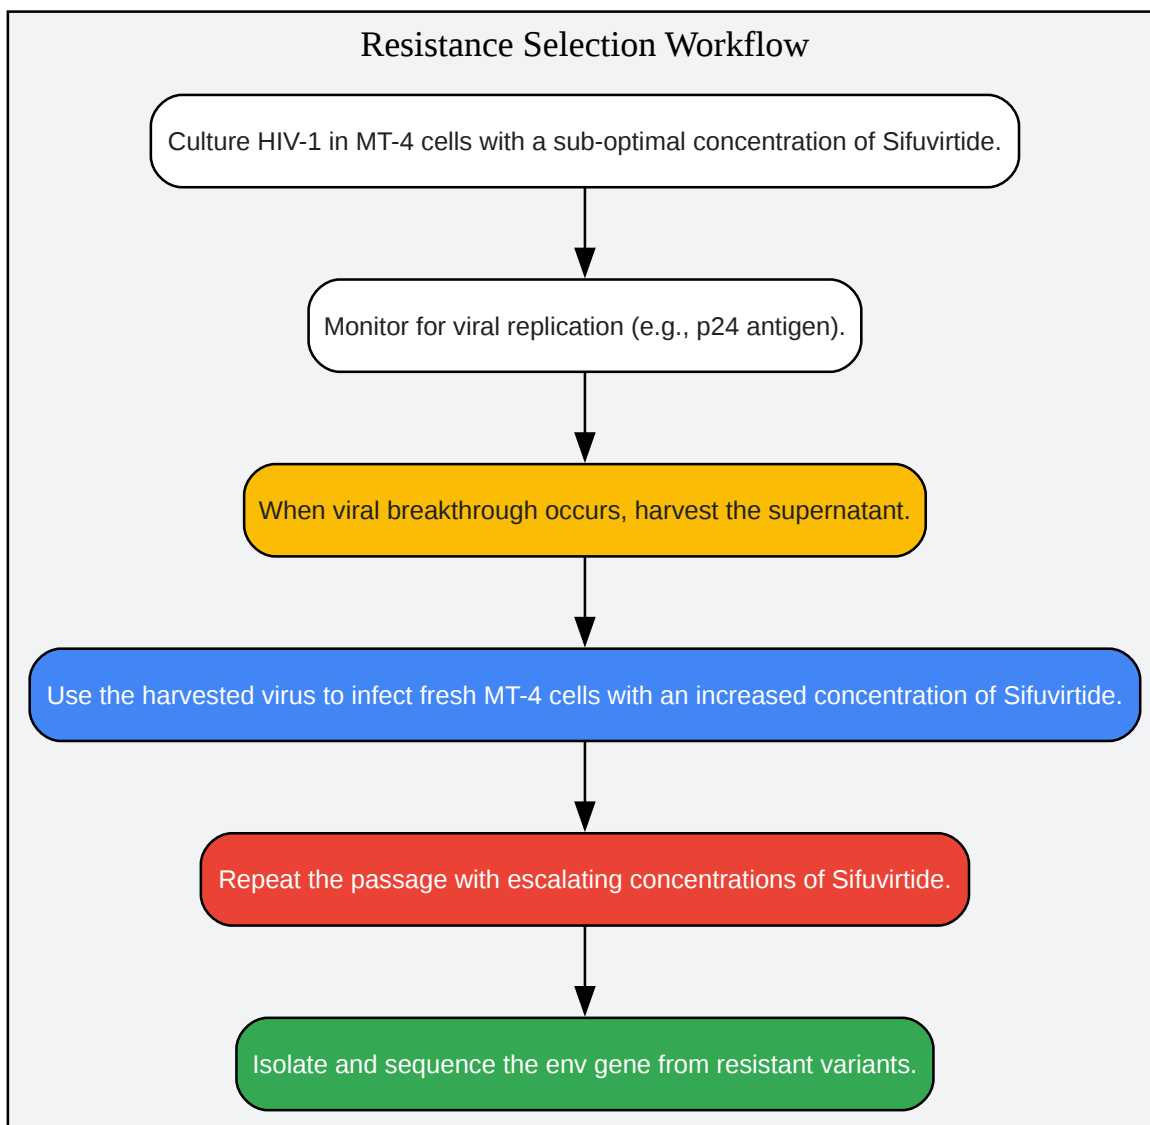 Resistance Selection Workflow
Culture HIV-1 in MT-4 cells with a sub-optimal concentration of Sifuvirtide.
Monitor for viral replication (e.g., p24 antigen).
When viral breakthrough occurs, harvest the supernatant.
Use the harvested virus to infect fresh MT-4 cells with an increased concentration of Sifuvirtide.
Repeat the passage with escalating concentrations of Sifuvirtide.
Isolate and sequence the env gene from resistant variants.